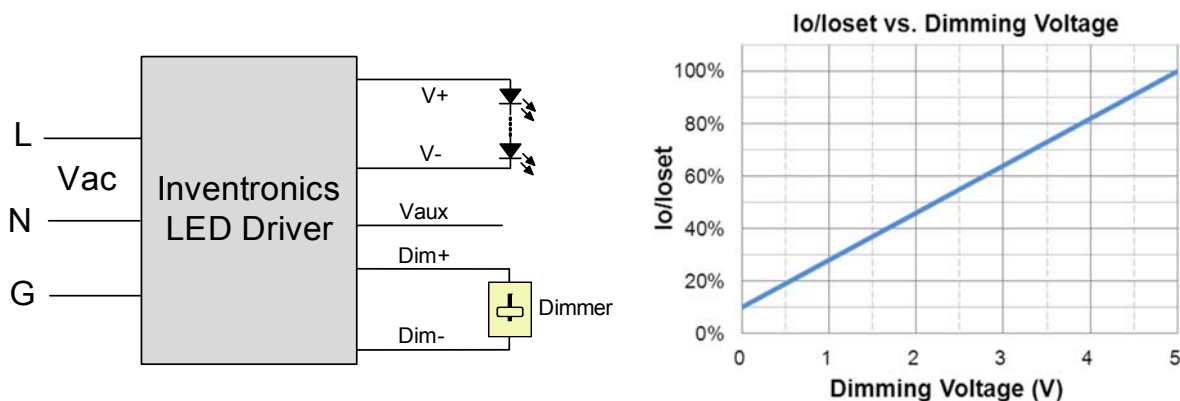 L
Vac
N
G
Inventronics
LED Driver
V+
V-
Vaux
Dim+
Dim-
Dimmer
Io/Ioset vs. Dimming Voltage
Io/Ioset
100%
80%
60%
40%
20%
0%
0 1 2 3 4 5
Dimming Voltage (V)